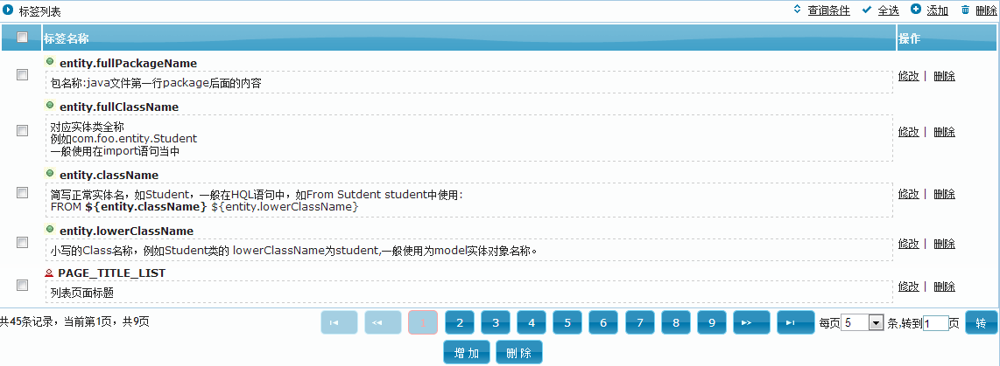 标签列表 查询条件 全选 添加 删除
标签名称 操作
entity.fullPackageName
包名称:java文件第一行package后面的内容
修改 | 删除
entity.fullClassName
对应实体类全称
例如com.foo.entity.Student
一般使用在import语句当中
修改 | 删除
entity.className
简写正常实体名，如Student，一般在HQL语句中，如From Sutdent student中使用:
FROM ${entity.className} ${entity.lowerClassName}
修改 | 删除
entity.lowerClassName
小写的Class名称，例如Student类的 lowerClassName为student,一般使用为model实体对象名称。
修改 | 删除
PAGE_TITLE_LIST
列表页面标题
修改 | 删除
共45条记录，当前第1页，共9页 1 2 3 4 5 6 7 8 9 每页 5 条,转到 1 页 转
增加 删除